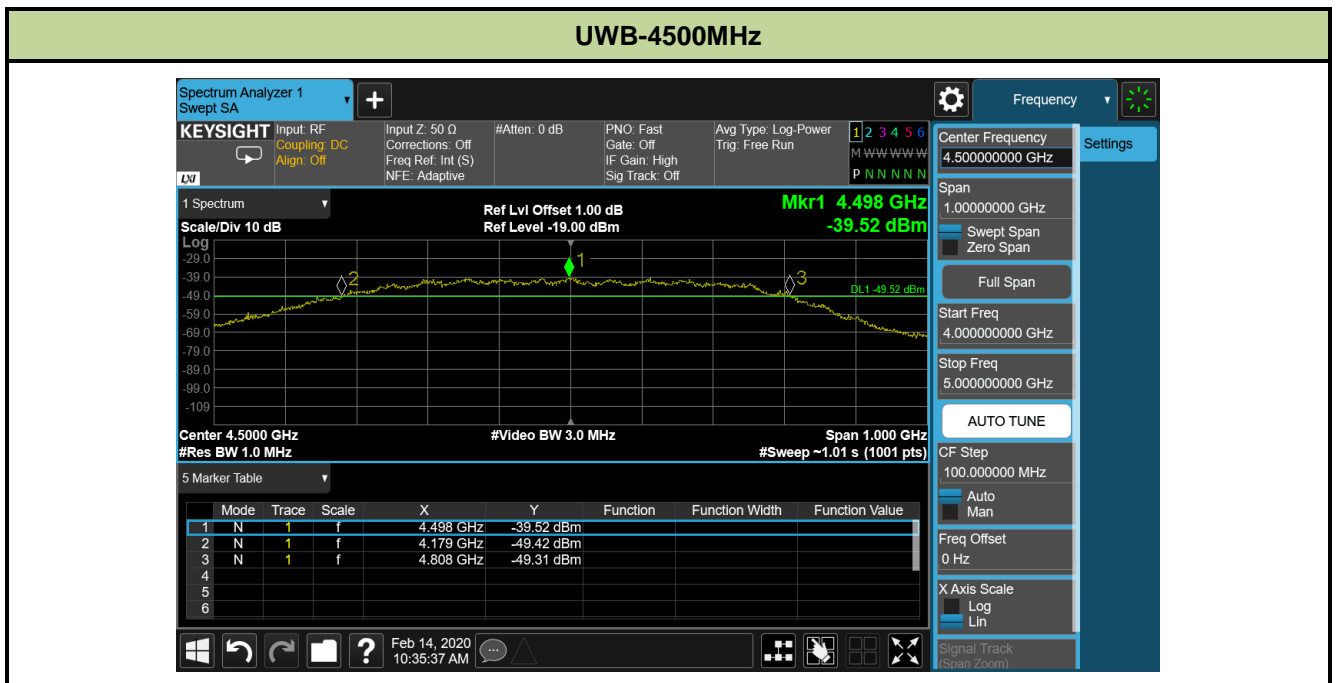 UWB-4500MHz
Spectrum Analyzer 1
Swept SA
+
Frequency
KEYSIGHT
LXI
Input: RF
Coupling: DC
Align: Off
Input Z: 50 Ω
Corrections: Off
Freq Ref: Int (S)
NFE: Adaptive
#Atten: 0 dB
PNO: Fast
Gate: Off
IF Gain: High
Sig Track: Off
Avg Type: Log-Power
Trig: Free Run
1 2 3 4 5 6
M W W W W W
P N N N N N
1 Spectrum
Scale/Div 10 dB
Ref Lvl Offset 1.00 dB
Ref Level -19.00 dBm
Mkr1 4.498 GHz
-39.52 dBm
Log
-29.0
-39.0
-49.0
-59.0
-69.0
-79.0
-89.0
-99.0
-109
1
2
3
DL1 -49.52 dBm
Center 4.5000 GHz
#Video BW 3.0 MHz
Span 1.000 GHz
#Res BW 1.0 MHz
#Sweep ~1.01 s (1001 pts)
5 Marker Table
Mode Trace Scale X Y Function Function Width Function Value
1 N 1 f 4.498 GHz -39.52 dBm
2 N 1 f 4.179 GHz -49.42 dBm
3 N 1 f 4.808 GHz -49.31 dBm
4
5
6
?
Feb 14, 2020
10:35:37 AM
Center Frequency
4.500000000 GHz
Span
1.00000000 GHz
Swept Span
Zero Span
Full Span
Start Freq
4.000000000 GHz
Stop Freq
5.000000000 GHz
AUTO TUNE
CF Step
100.000000 MHz
Auto
Man
Freq Offset
0 Hz
X Axis Scale
Log
Lin
Signal Track
(Span Zoom)
Settings